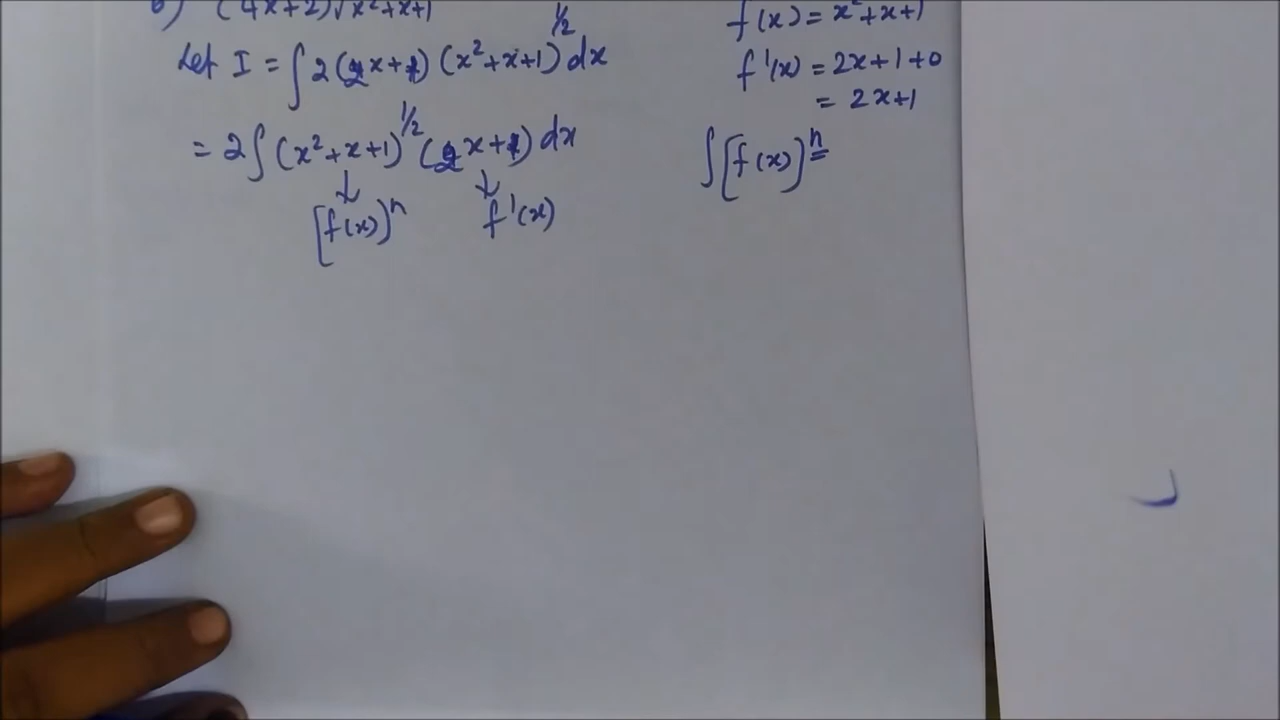 (4x+2)√x²+x+1
Let I = ∫ 2(2x+1) (x²+x+1)^1/2 dx
= 2∫ (x²+x+1)^1/2 (2x+1) dx
↓ ↓
[f(x)]^n f'(x)
f(x) = x²+x+1
f'(x) = 2x+1+0
= 2x+1
∫[f(x)]^n